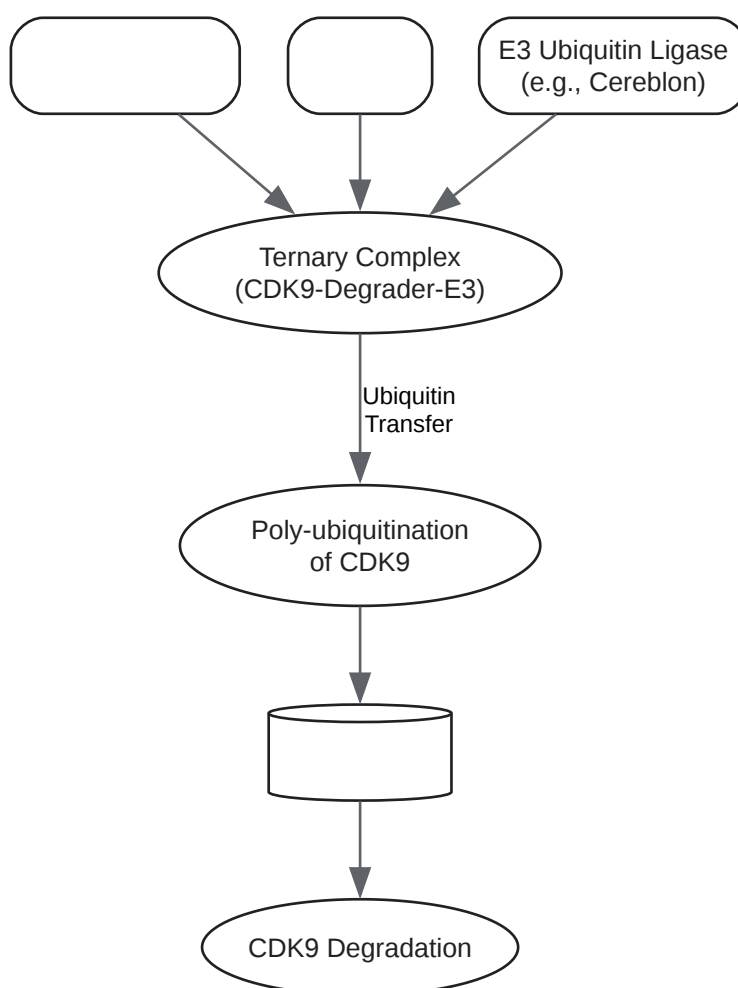 E3 Ubiquitin Ligase
(e.g., Cereblon)
Ternary Complex
(CDK9-Degrader-E3)
Ubiquitin
Transfer
Poly-ubiquitination
of CDK9
CDK9 Degradation